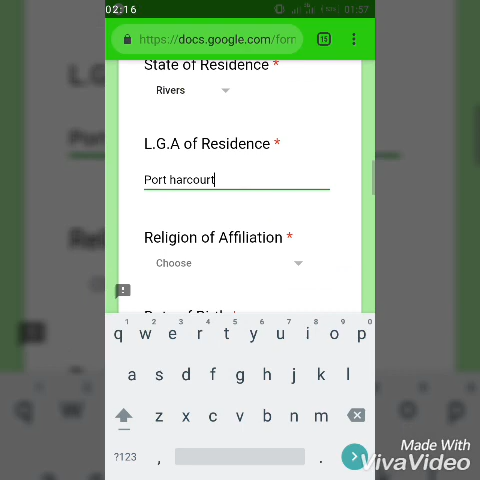 02:16
01:57
https://docs.google.com/forn
15
State of Residence *
Rivers
L.G.A of Residence *
Port harcourt
Religion of Affiliation *
Choose
1 2 3 4 5 6 7 8 9 0
q w e r t y u i o p
a s d f g h j k l
z x c v b n m
?123 , .
Made With
VivaVideo